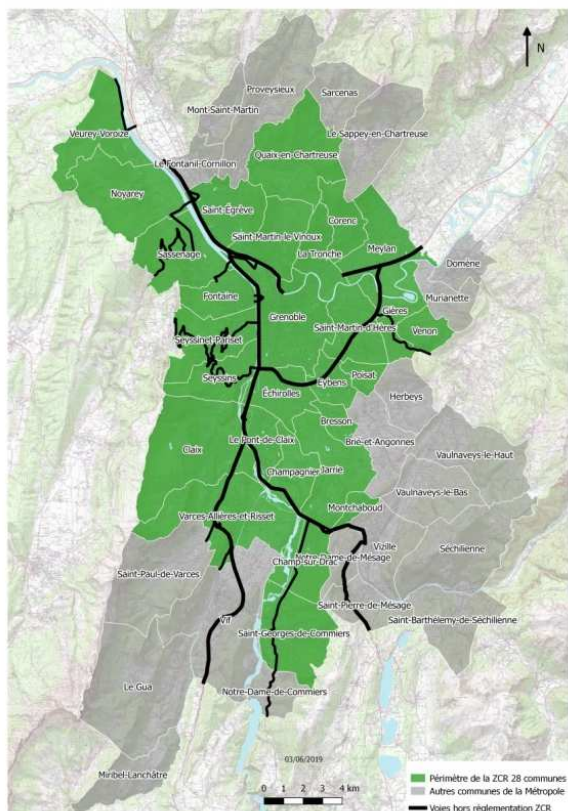 N
Proveysieux
Sarcenas
Mont-Saint-Martin
Le Sappey-en-Chartreuse
Veurey-Voroize
Quaix-en-Chartreuse
Le Fontanil-Cornillon
Noyarey
Saint-Égrève
Corenc
Saint-Martin-le-Vinoux
Meylan
La Tronche
Sassenage
Domène
Murianette
Fontaine
Gières
Grenoble
Saint-Martin-d'Hères
Venon
Seyssinet-Pariset
Poisat
Seyssins
Eybens
Échirolles
Herbeys
Bresson
Le Pont-de-Claix
Brié-et-Angonnes
Claix
Vaulnaveys-le-Haut
Champagnier
Jarrie
Vaulnaveys-le-Bas
Montchaboud
Varces Allières-et-Risset
Vizille
Séchilienne
Notre-Dame-de-Mésage
Champ-sur-Drac
Saint-Paul-de-Varces
Saint-Pierre-de-Mésage
Vif
Saint-Barthélemy-de-Séchilienne
Saint-Georges-de-Commiers
Le Gua
Notre-Dame-de-Commiers
Miribel-Lanchâtre
03/06/2019
0 2 4 km
Périmètre de la ZCR 28 communes
Autres communes de la Métropole
Voies hors réglementation ZCR